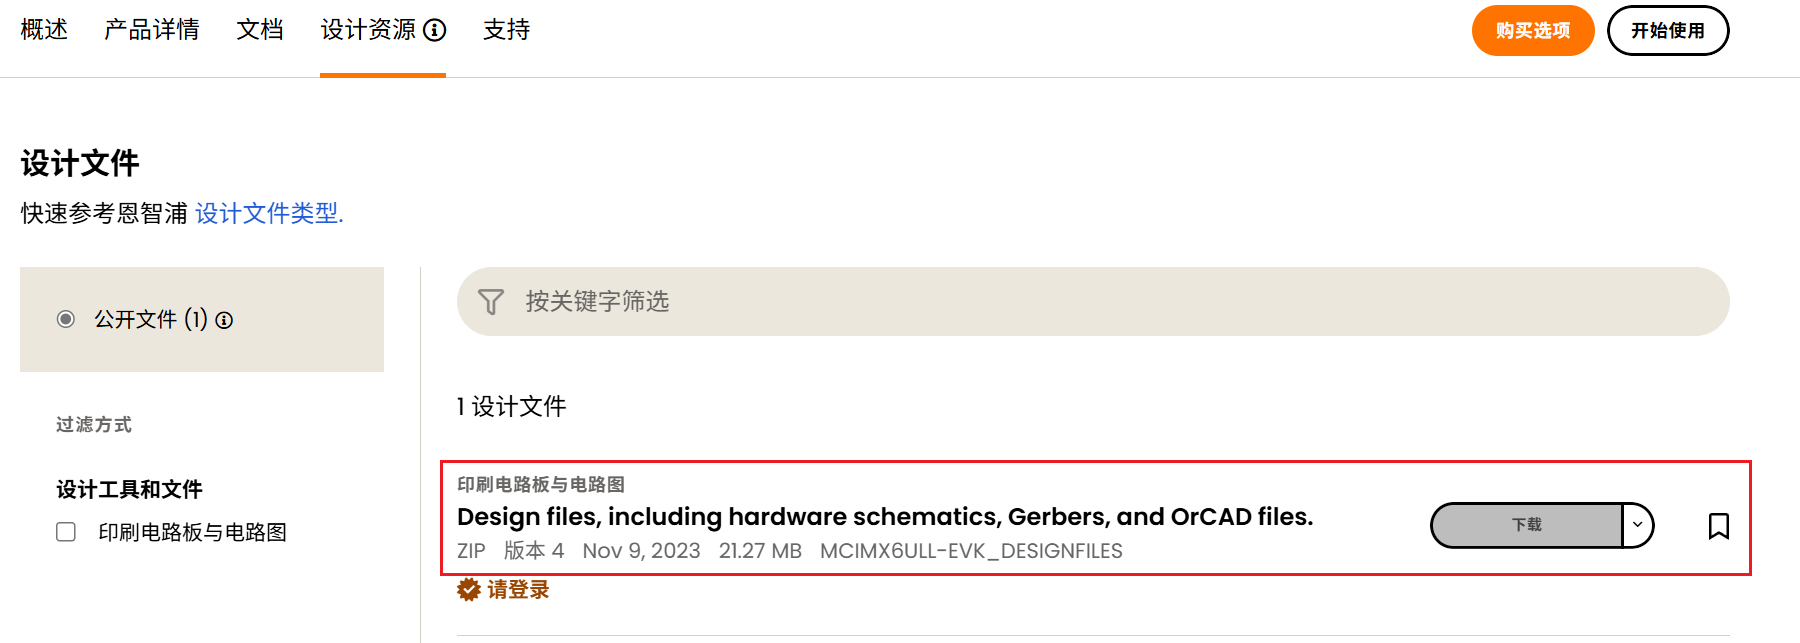 概述 产品详情 文档 设计资源 支持 购买选项 开始使用
设计文件
快速参考恩智浦 设计文件类型.
公开文件 (1)
按关键字筛选
过滤方式
设计工具和文件
印刷电路板与电路图
1 设计文件
印刷电路板与电路图
Design files, including hardware schematics, Gerbers, and OrCAD files.
ZIP 版本 4 Nov 9, 2023 21.27 MB MCIMX6ULL-EVK_DESIGNFILES
下载
请登录